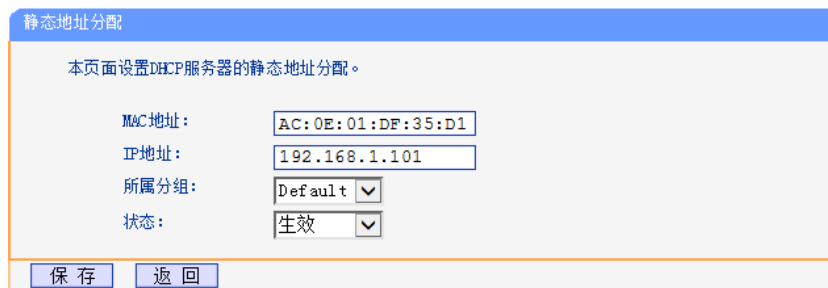 静态地址分配
本页面设置DHCP服务器的静态地址分配。
MAC地址： AC:0E:01:DF:35:D1
IP地址： 192.168.1.101
所属分组： Default
状态： 生效
保 存 返 回